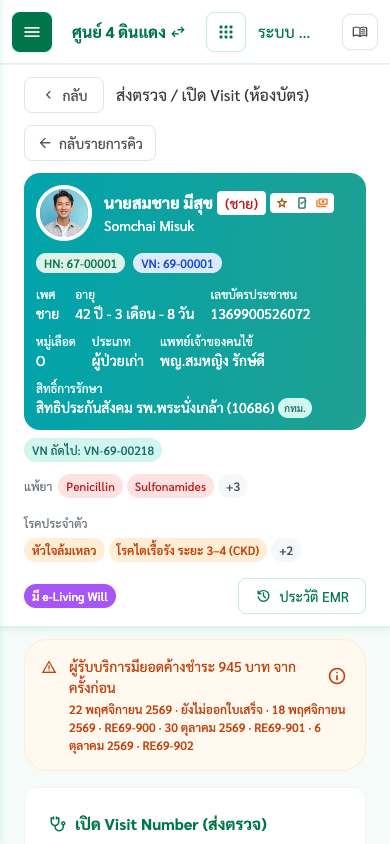 ศูนย์ 4 ดินแดง
ระบบ ...
กลับ
ส่งตรวจ / เปิด Visit (ห้องบัตร)
กลับรายการคิว
นายสมชาย มีสุข (ชาย)
Somchai Misuk
HN: 67-00001 VN: 69-00001
เพศ อายุ เลขบัตรประชาชน
ชาย 42 ปี - 3 เดือน - 8 วัน 1369900526072
หมู่เลือด ประเภท แพทย์เจ้าของคนไข้
O ผู้ป่วยเก่า พญ.สมหญิง รักษ์ดี
สิทธิ์การรักษา
สิทธิประกันสังคม รพ.พระนั่งเกล้า (10686) กทม.
VN ถัดไป: VN-69-00218
แพ้ยา Penicillin Sulfonamides +3
โรคประจำตัว
หัวใจล้มเหลว โรคไตเรื้อรัง ระยะ 3–4 (CKD) +2
มี e-Living Will
ประวัติ EMR
ผู้รับบริการมียอดค้างชำระ 945 บาท จาก
ครั้งก่อน
22 พฤศจิกายน 2569 · ยังไม่ออกใบเสร็จ · 18 พฤศจิกายน
2569 · RE69-900 · 30 ตุลาคม 2569 · RE69-901 · 6
ตุลาคม 2569 · RE69-902
เปิด Visit Number (ส่งตรวจ)